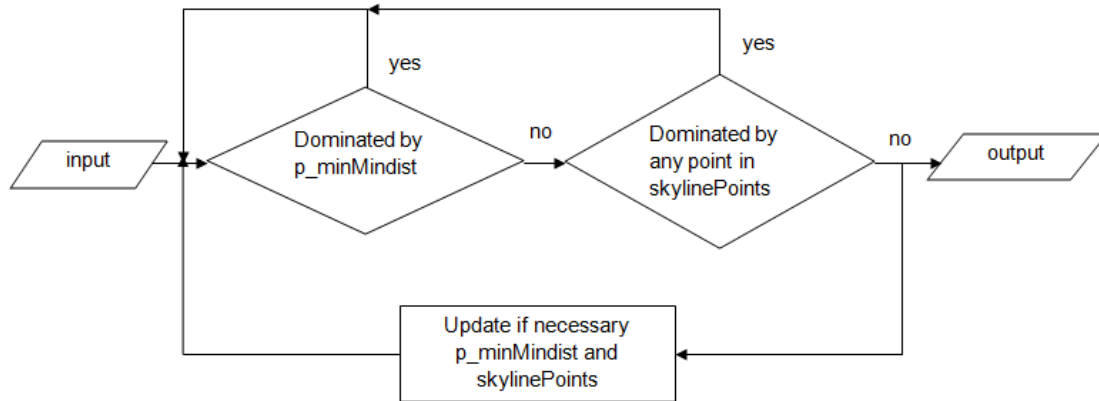 yes
yes
input
Dominated by
p_minMindist
no
Dominated by
any point in
skylinePoints
no
output
Update if necessary
p_minMindist and
skylinePoints